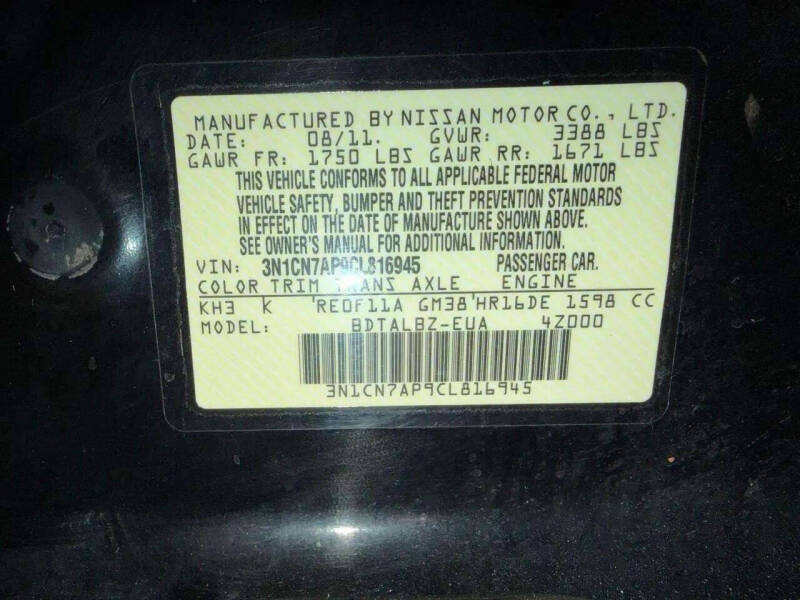 MANUFACTURED BY NISSAN MOTOR CO., LTD.
DATE: 08/11. GVWR: 3388 LBS
GAWR FR: 1750 LBS GAWR RR: 1671 LBS
THIS VEHICLE CONFORMS TO ALL APPLICABLE FEDERAL MOTOR
VEHICLE SAFETY, BUMPER AND THEFT PREVENTION STANDARDS
IN EFFECT ON THE DATE OF MANUFACTURE SHOWN ABOVE.
SEE OWNER'S MANUAL FOR ADDITIONAL INFORMATION.
VIN: 3N1CN7AP9CL816945 PASSENGER CAR.
COLOR TRIM TRANS AXLE ENGINE
KH3 K 'RE0F11A GM38'HR16DE 1598 CC
MODEL: BDTALBZ-EUA 4Z000
3N1CN7AP9CL816945